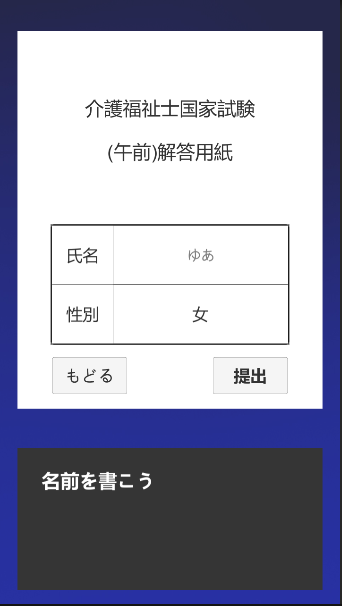 介護福祉士国家試験
(午前)解答用紙
氏名 ゆあ
性別 女
もどる 提出
名前を書こう